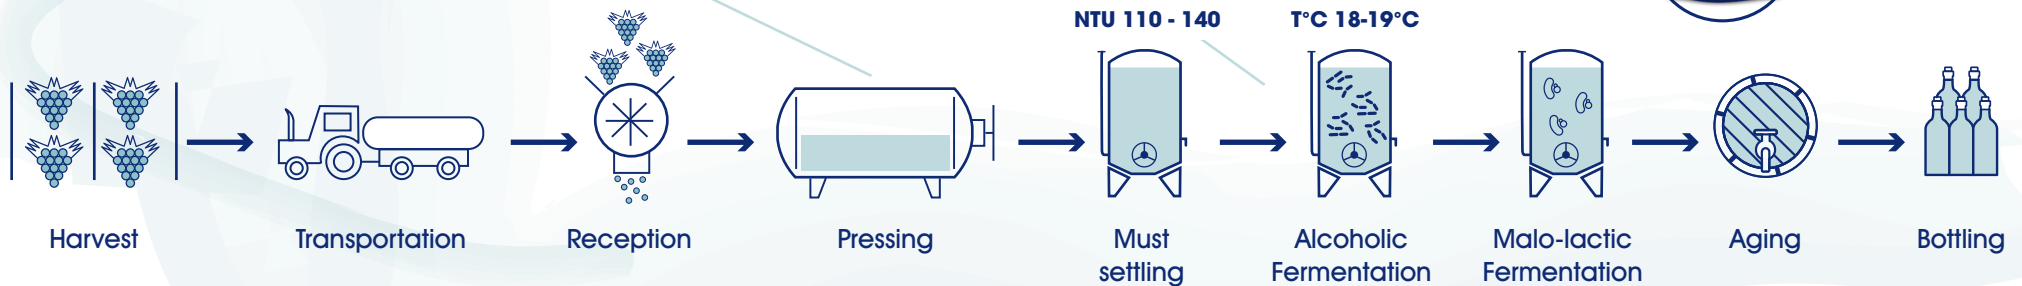 NTU 110 - 140
T°C 18-19°C
Harvest
Transportation
Reception
Pressing
Must
settling
Alcoholic
Fermentation
Malo-lactic
Fermentation
Aging
Bottling